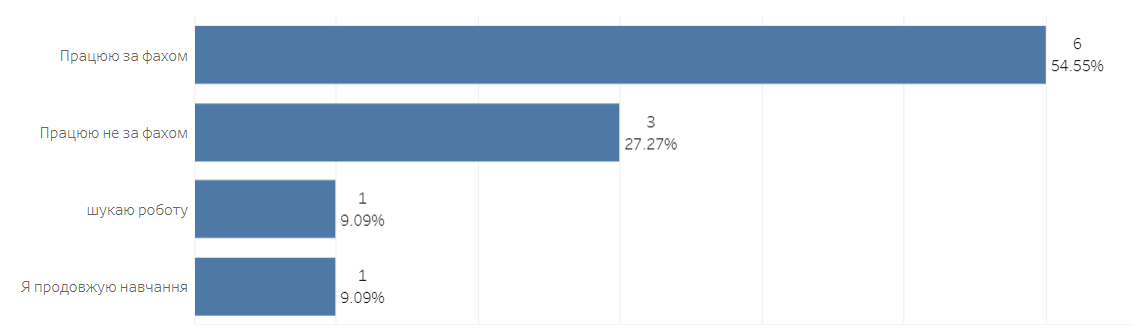 Працюю за фахом
6
54.55%
Працюю не за фахом
3
27.27%
шукаю роботу
1
9.09%
Я продовжую навчання
1
9.09%